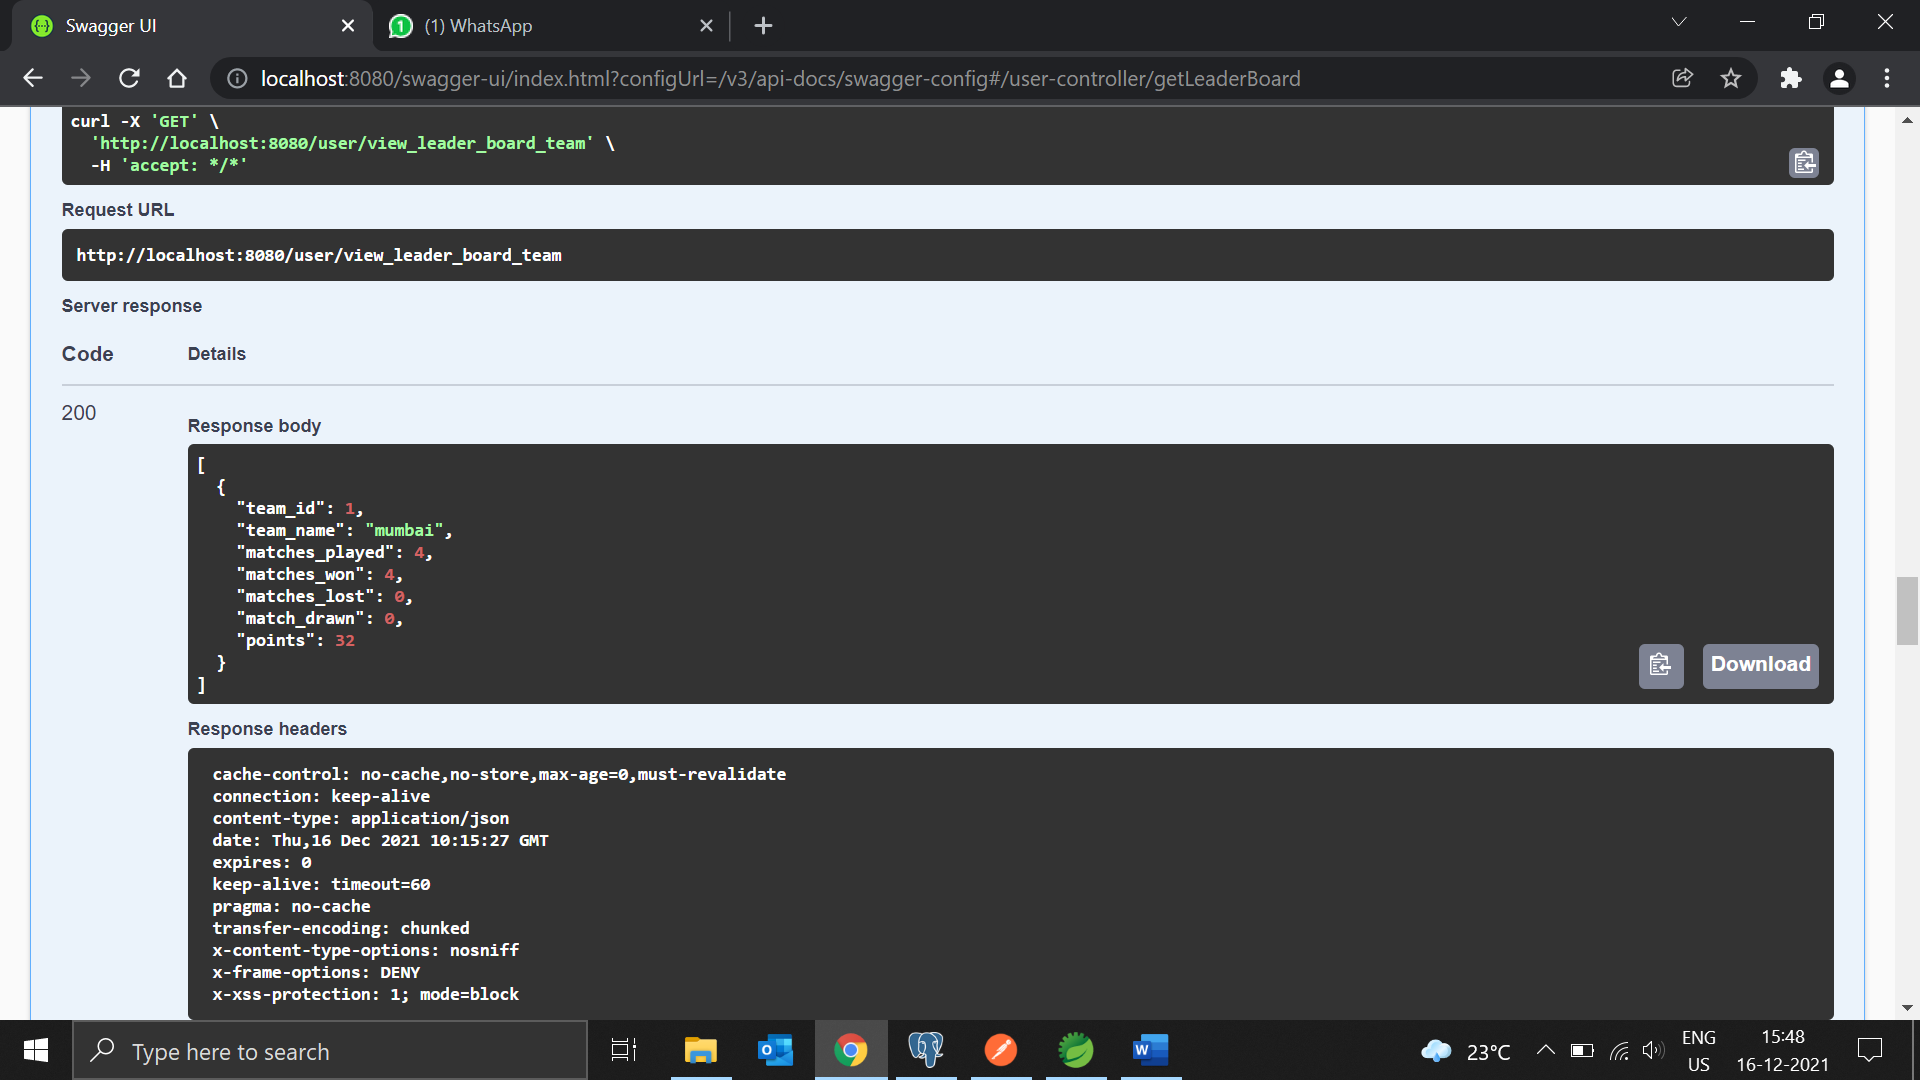 Swagger UI
(1) WhatsApp
localhost:8080/swagger-ui/index.html?configUrl=/v3/api-docs/swagger-config#/user-controller/getLeaderBoard
curl -X 'GET' \
'http://localhost:8080/user/view_leader_board_team' \
-H 'accept: */*'
Request URL
http://localhost:8080/user/view_leader_board_team
Server response
Code Details
200
Response body
[
{
"team_id": 1,
"team_name": "mumbai",
"matches_played": 4,
"matches_won": 4,
"matches_lost": 0,
"match_drawn": 0,
"points": 32
}
]
Download
Response headers
cache-control: no-cache,no-store,max-age=0,must-revalidate
connection: keep-alive
content-type: application/json
date: Thu,16 Dec 2021 10:15:27 GMT
expires: 0
keep-alive: timeout=60
pragma: no-cache
transfer-encoding: chunked
x-content-type-options: nosniff
x-frame-options: DENY
x-xss-protection: 1; mode=block
Type here to search
23°C
ENG
US
15:48
16-12-2021